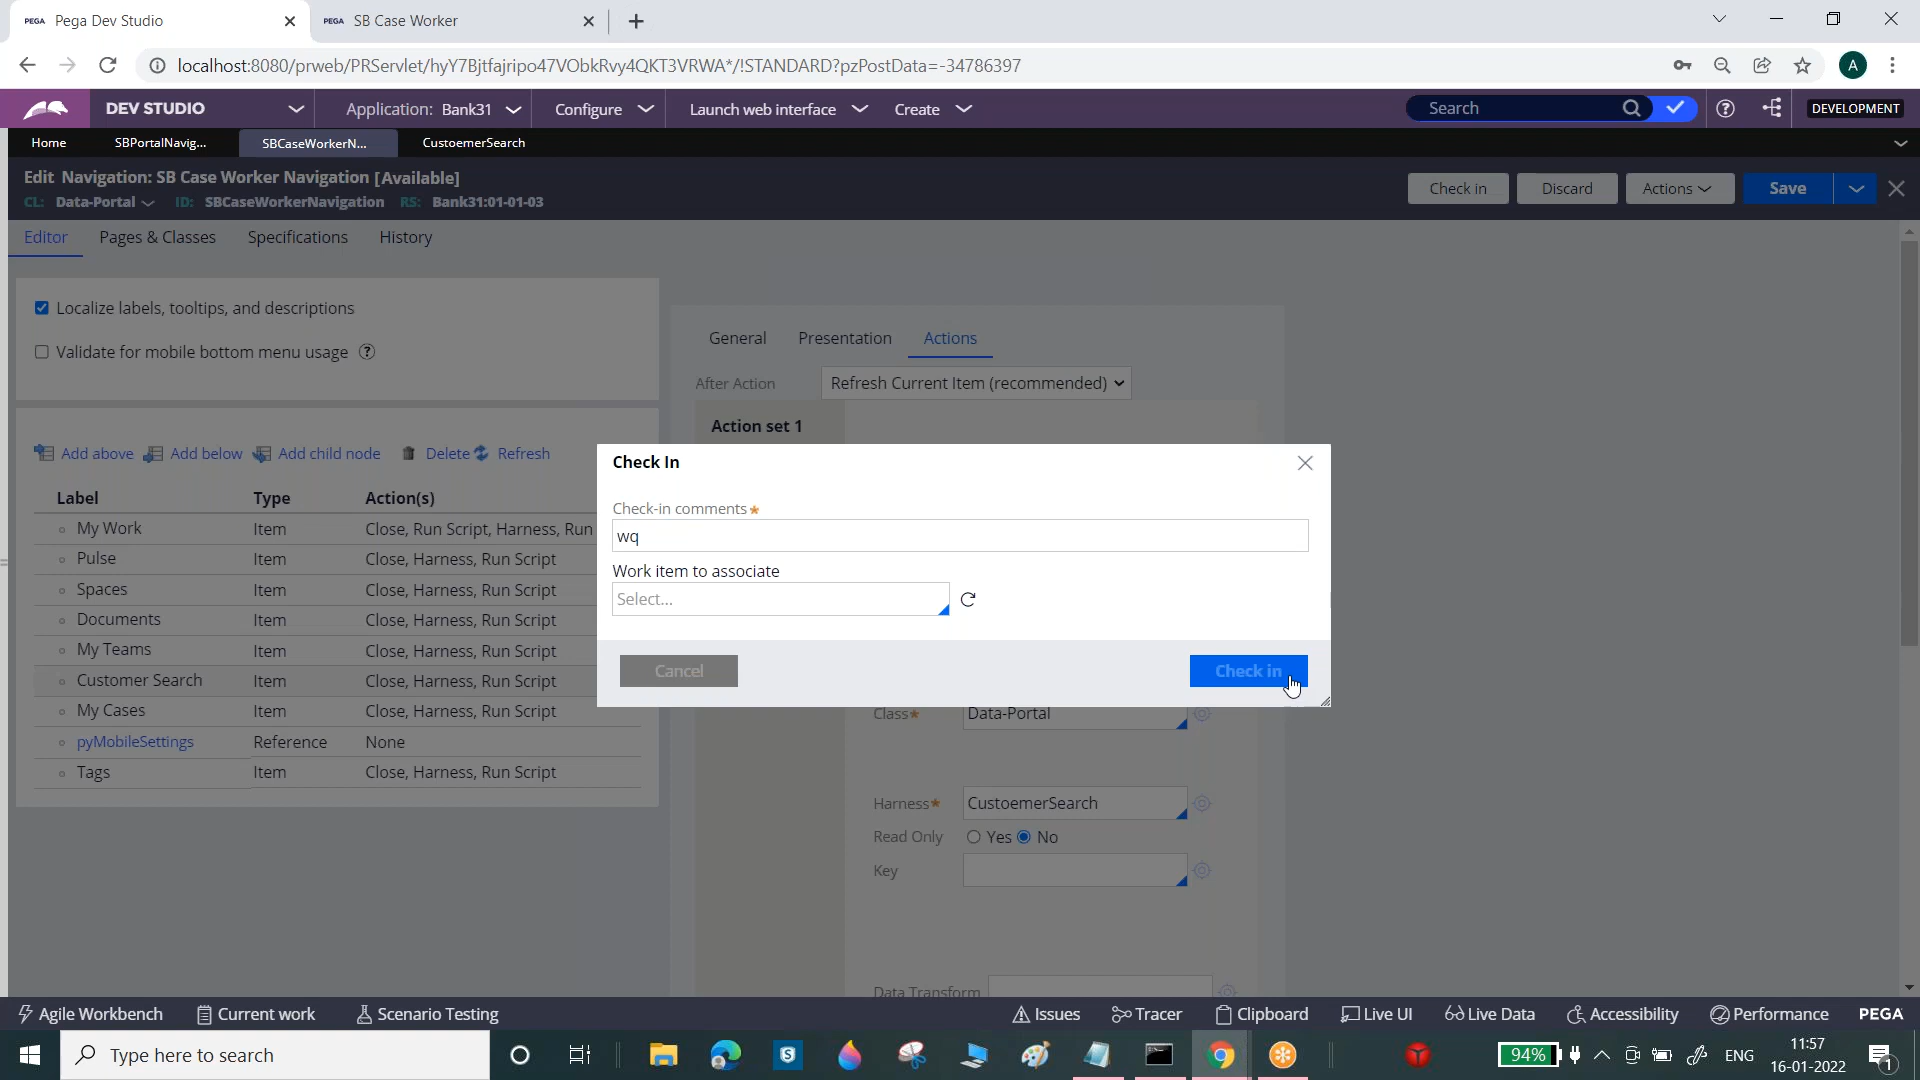 PEGA Pega Dev Studio
PEGA SB Case Worker
localhost:8080/prweb/PRServlet/hyY7Bjtfajripo47VObkRvy4QKT3VRWA*/!STANDARD?pzPostData=-34786397
A
DEV STUDIO
Application: Bank31
Configure
Launch web interface
Create
Search
DEVELOPMENT
Home
SBPortalNavig...
SBCaseWorkerN...
CustoemerSearch
Edit Navigation: SB Case Worker Navigation [Available]
CL: Data-Portal ID: SBCaseWorkerNavigation RS: Bank31:01-01-03
Check in
Discard
Actions
Save
Editor
Pages & Classes
Specifications
History
Localize labels, tooltips, and descriptions
Validate for mobile bottom menu usage ?
Add above
Add below
Add child node
Delete
Refresh
Label Type Action(s)
My Work Item Close, Run Script, Harness, Run
Pulse Item Close, Harness, Run Script
Spaces Item Close, Harness, Run Script
Documents Item Close, Harness, Run Script
My Teams Item Close, Harness, Run Script
Customer Search Item Close, Harness, Run Script
My Cases Item Close, Harness, Run Script
pyMobileSettings Reference None
Tags Item Close, Harness, Run Script
General
Presentation
Actions
After Action Refresh Current Item (recommended)
Action set 1
Check In
Check-in comments*
wq
Work item to associate
Select...
Cancel
Check in
Class* Data-Portal
Harness* CustoemerSearch
Read Only Yes No
Key
Data Transform
Agile Workbench
Current work
Scenario Testing
Issues
Tracer
Clipboard
Live UI
Live Data
Accessibility
Performance
PEGA
Type here to search
94%
ENG
11:57
16-01-2022
1